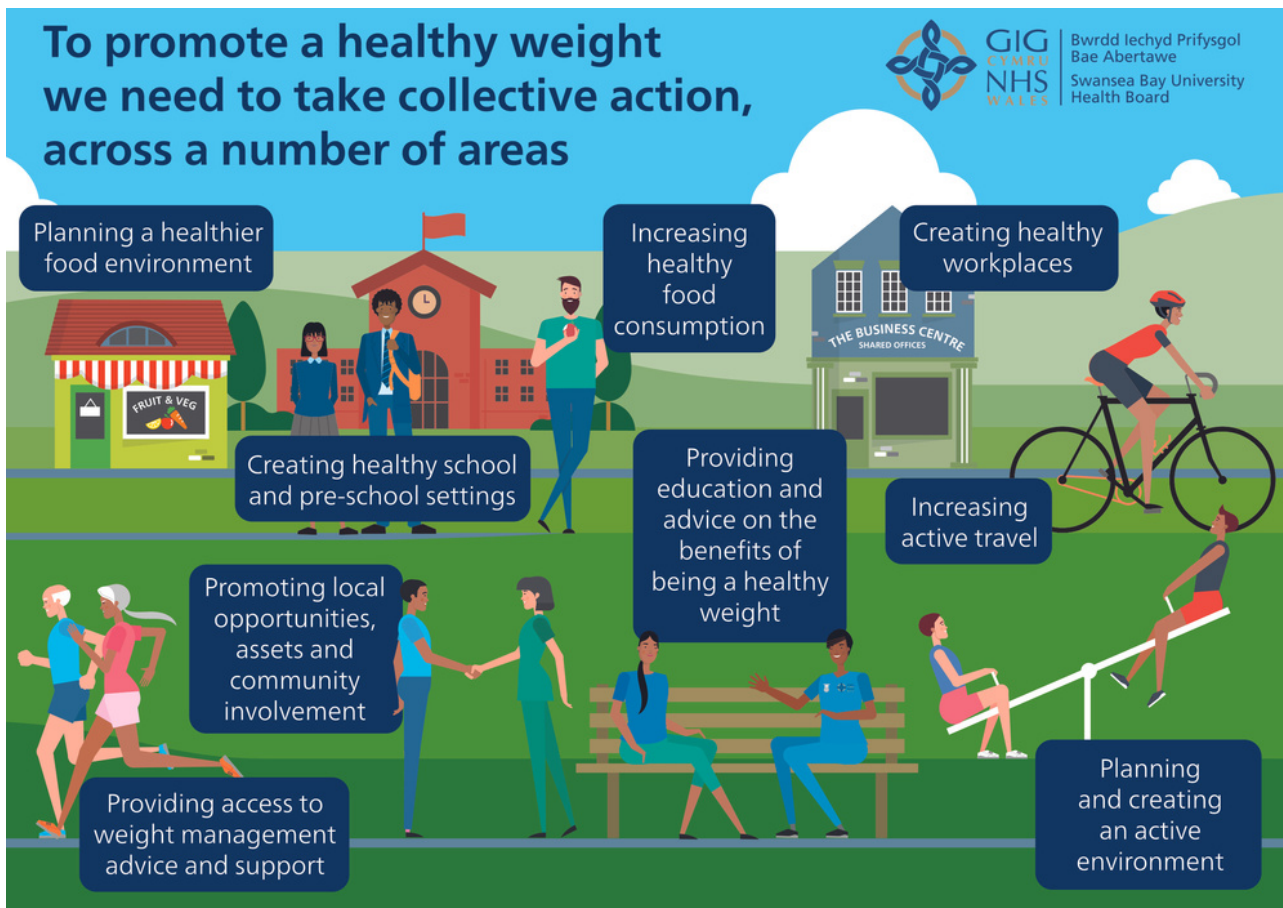 To promote a healthy weight
we need to take collective action,
across a number of areas
GIG
CYMRU
NHS
WALES
Bwrdd Iechyd Prifysgol
Bae Abertawe
Swansea Bay University
Health Board
Planning a healthier
food environment
Increasing
healthy
food
consumption
Creating healthy
workplaces
THE BUSINESS CENTRE
SHARED OFFICES
FRUIT & VEG
Creating healthy school
and pre-school settings
Providing
education and
advice on the
benefits of
being a healthy
weight
Increasing
active travel
Promoting local
opportunities,
assets and
community
involvement
Providing access to
weight management
advice and support
Planning
and creating
an active
environment